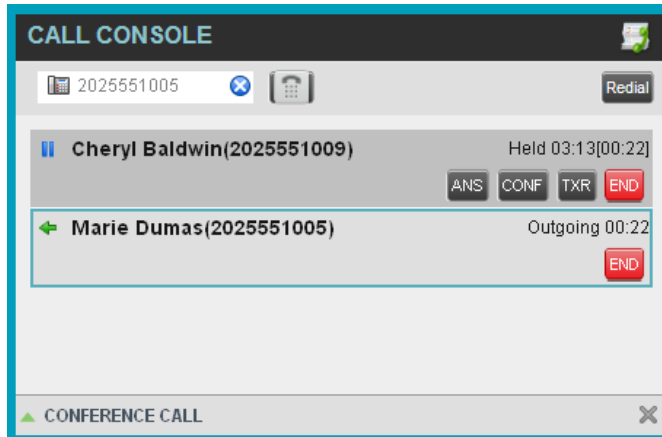 CALL CONSOLE
2025551005
Redial
Cheryl Baldwin(2025551009) Held 03:13[00:22]
ANS CONF TXR END
Marie Dumas(2025551005) Outgoing 00:22
END
CONFERENCE CALL